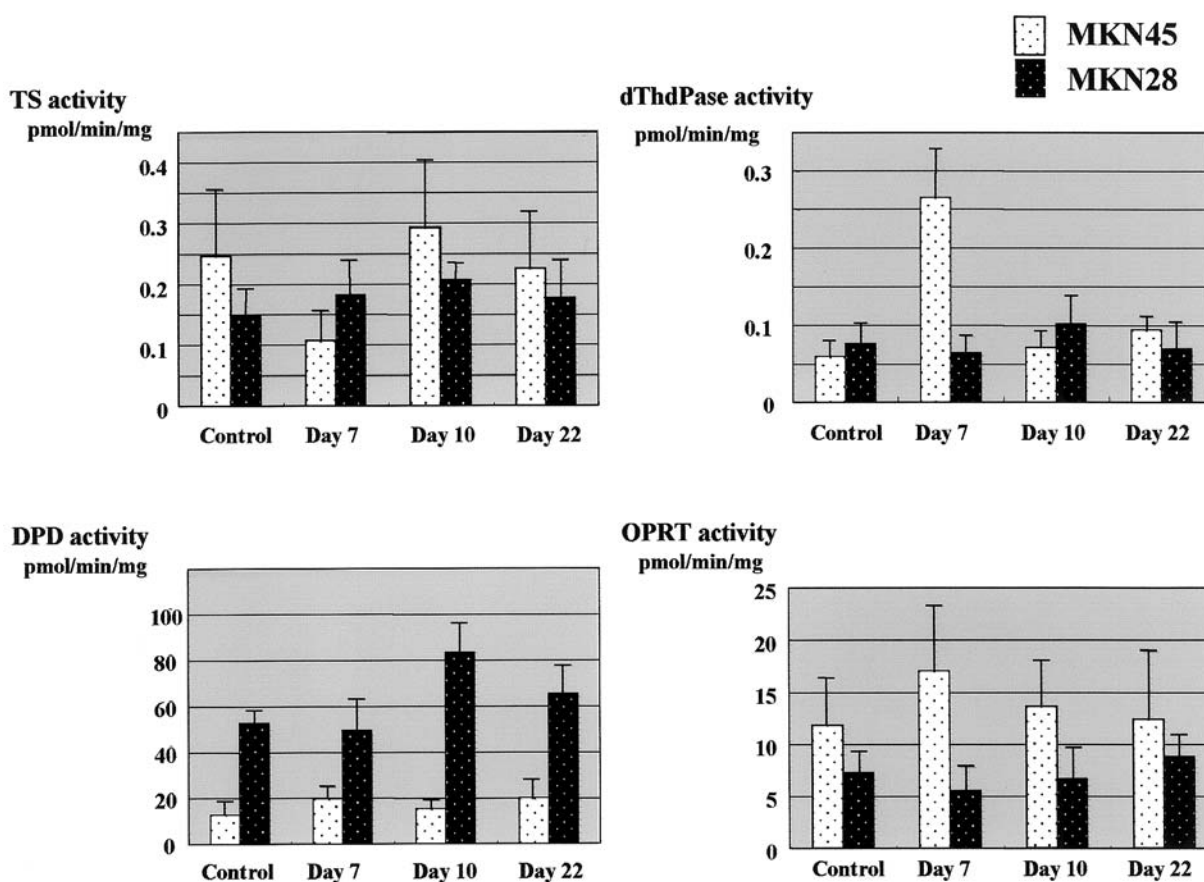 MKN45
MKN28
TS activity
pmol/min/mg
0.4
0.3
0.2
0.1
0
Control Day 7 Day 10 Day 22
dThdPase activity
pmol/min/mg
0.3
0.2
0.1
0
Control Day 7 Day 10 Day 22
DPD activity
pmol/min/mg
100
80
60
40
20
0
Control Day 7 Day 10 Day 22
OPRT activity
pmol/min/mg
25
20
15
10
5
0
Control Day 7 Day 10 Day 22